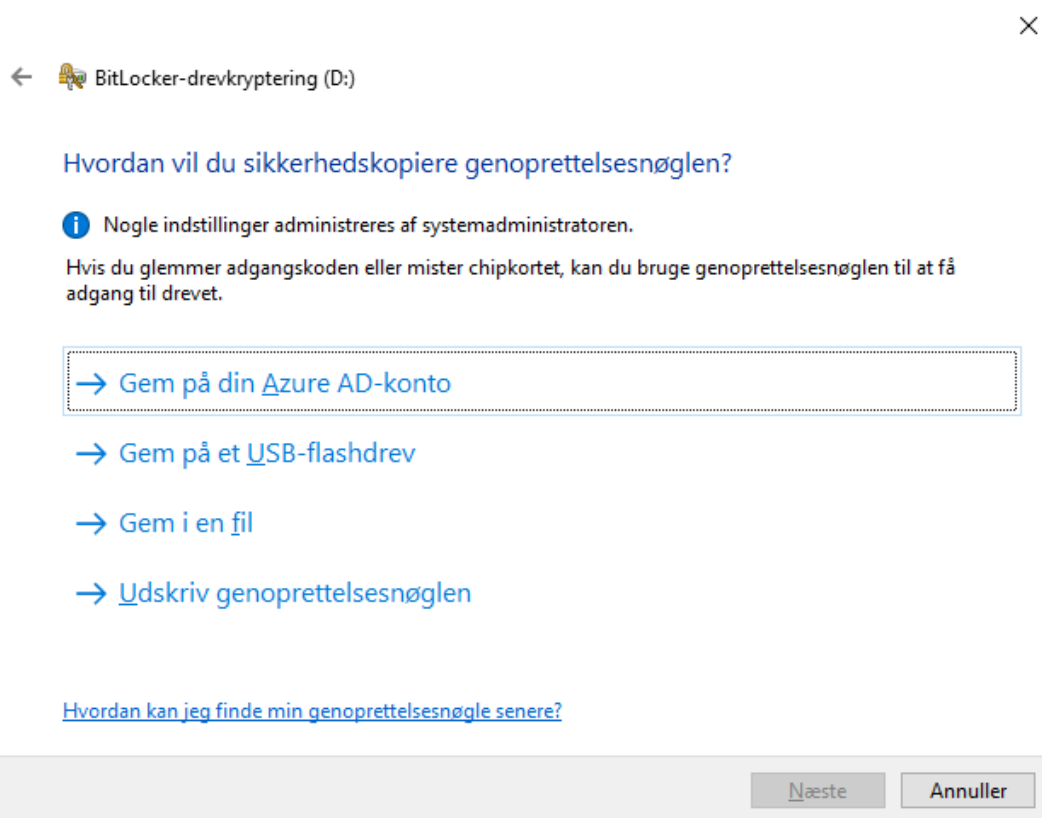 BitLocker-drevkryptering (D:)
Hvordan vil du sikkerhedskopiere genoprettelsesnøglen?
Nogle indstillinger administreres af systemadministratoren.
Hvis du glemmer adgangskoden eller mister chipkortet, kan du bruge genoprettelsesnøglen til at få
adgang til drevet.
Gem på din Azure AD-konto
Gem på et USB-flashdrev
Gem i en fil
Udskriv genoprettelsesnøglen
Hvordan kan jeg finde min genoprettelsesnøgle senere?
Næste
Annuller